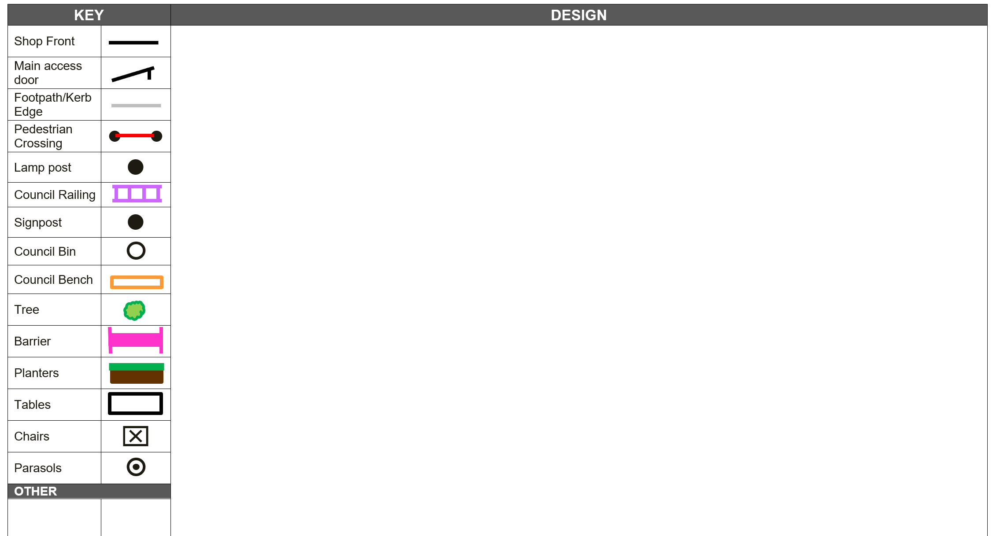 KEY
DESIGN
Shop Front
Main access
door
Footpath/Kerb
Edge
Pedestrian
Crossing
Lamp post
Council Railing
Signpost
Council Bin
Council Bench
Tree
Barrier
Planters
Tables
Chairs
Parasols
OTHER